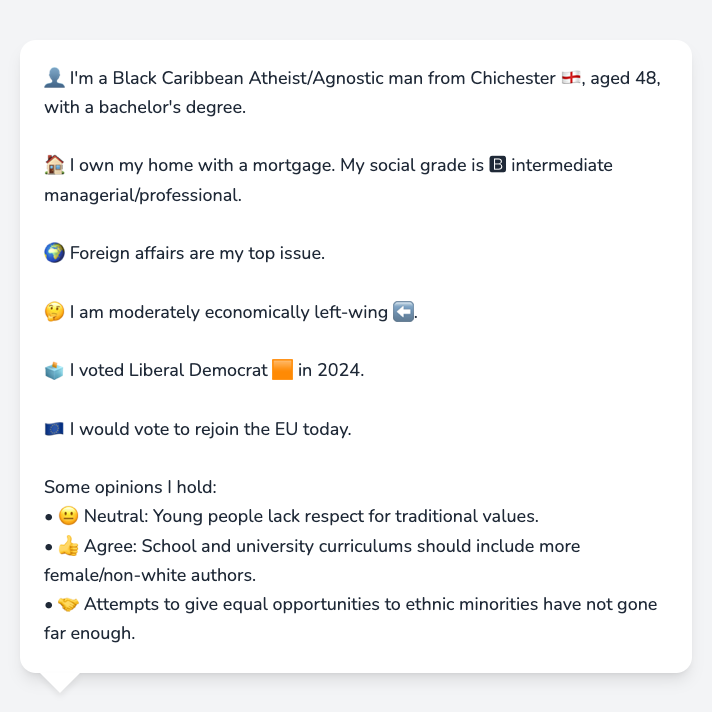 👤 I'm a Black Caribbean Atheist/Agnostic man from Chichester 🏴󠁧󠁢󠁥󠁮󠁧󠁿, aged 48,
with a bachelor's degree.
🏠 I own my home with a mortgage. My social grade is 🅱 intermediate
managerial/professional.
🌍 Foreign affairs are my top issue.
🤔 I am moderately economically left-wing ⬅️.
🗳️ I voted Liberal Democrat 🟧 in 2024.
🇪🇺 I would vote to rejoin the EU today.
Some opinions I hold:
• 😐 Neutral: Young people lack respect for traditional values.
• 👍 Agree: School and university curriculums should include more
female/non-white authors.
• 🤝 Attempts to give equal opportunities to ethnic minorities have not gone
far enough.